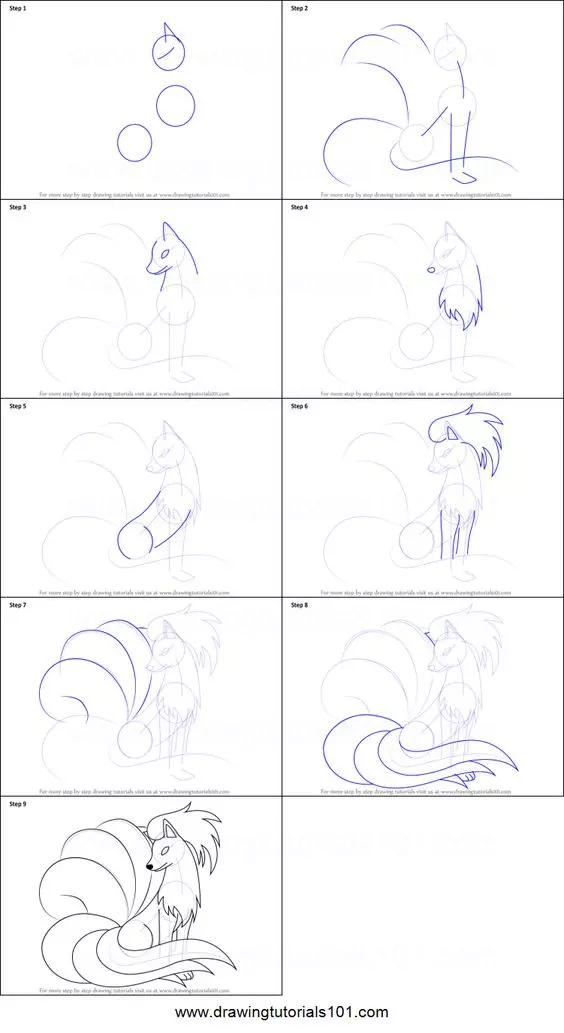 Step 1
Step 2
For more step by step drawing tutorials visit us at www.drawingtutorials101.com
For more step by step drawing tutorials visit us at www.drawingtutorials101.com
Step 3
Step 4
For more step by step drawing tutorials visit us at www.drawingtutorials101.com
For more step by step drawing tutorials visit us at www.drawingtutorials101.com
Step 5
Step 6
For more step by step drawing tutorials visit us at www.drawingtutorials101.com
For more step by step drawing tutorials visit us at www.drawingtutorials101.com
Step 7
Step 8
For more step by step drawing tutorials visit us at www.drawingtutorials101.com
For more step by step drawing tutorials visit us at www.drawingtutorials101.com
Step 9
For more step by step drawing tutorials visit us at www.drawingtutorials101.com
www.drawingtutorials101.com